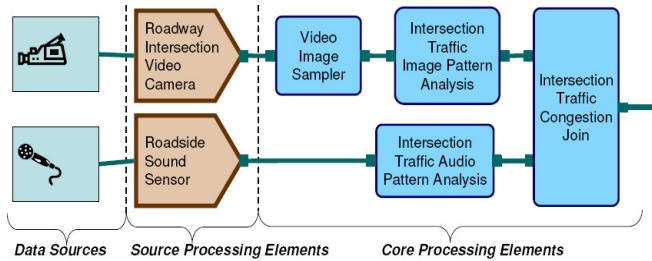 Roadway
Intersection
Video
Camera
Video
Image
Sampler
Intersection
Traffic
Image Pattern
Analysis
Intersection
Traffic
Congestion
Join
Roadside
Sound
Sensor
Intersection
Traffic Audio
Pattern Analysis
Data Sources
Source Processing Elements
Core Processing Elements